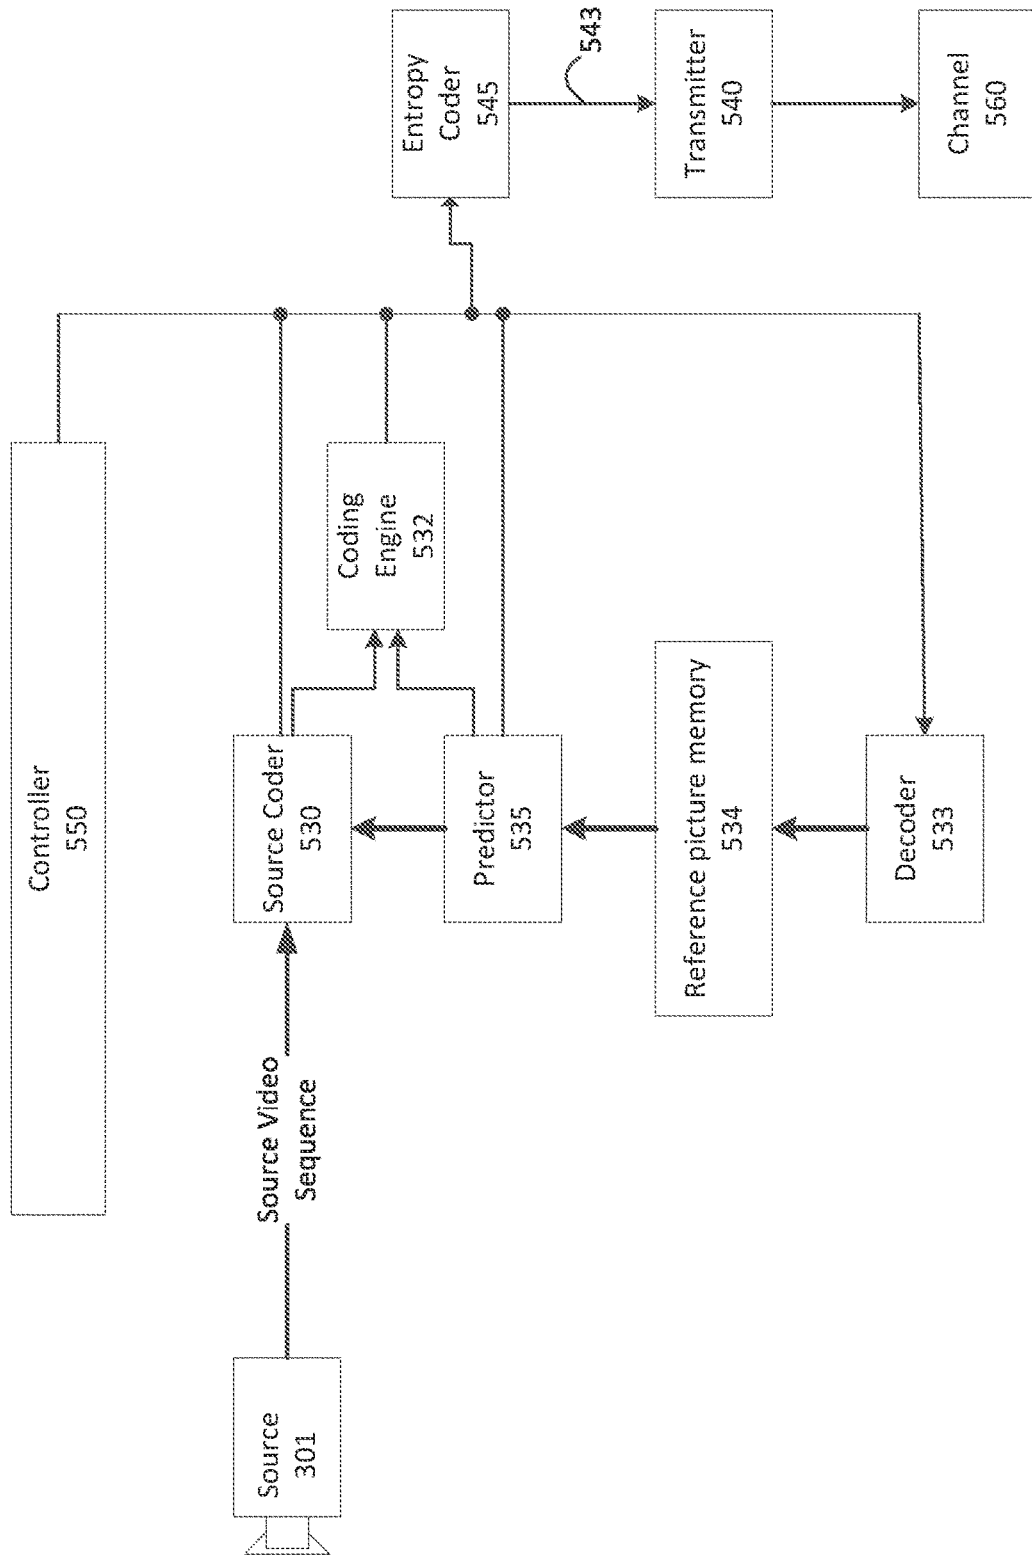 Controller
550
Source
301
Source Video
Sequence
Source Coder
530
Coding
Engine
532
Predictor
535
Reference picture memory
534
Decoder
533
Entropy
Coder
545
543
Transmitter
540
Channel
560